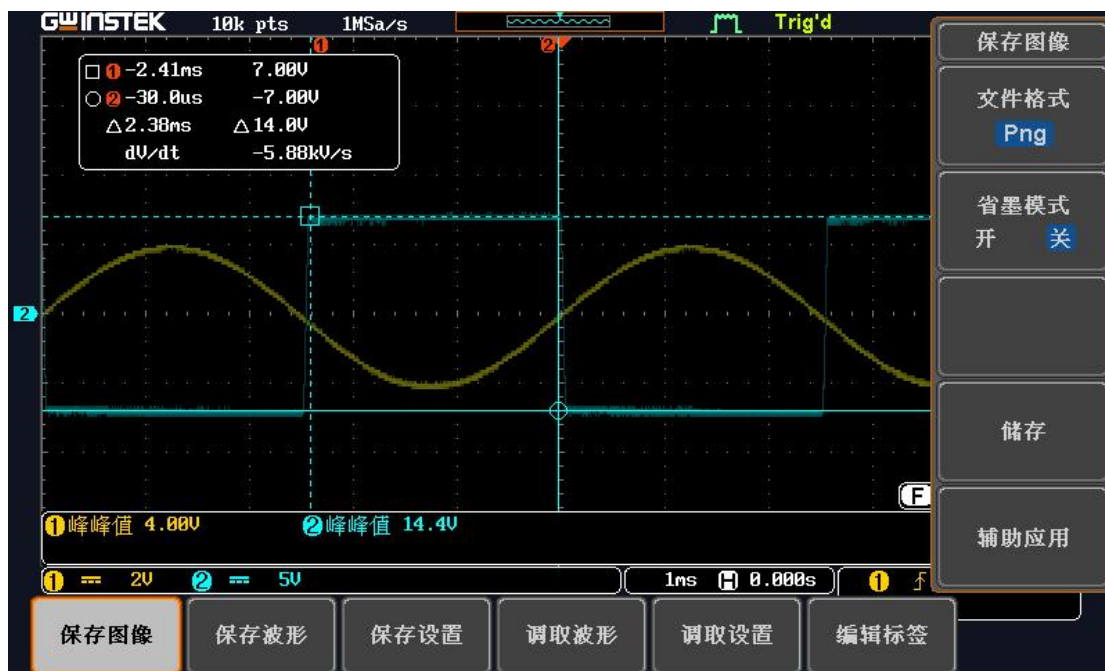 GWINSTEK 10k pts 1MSa/s Trig'd
1 2
1 -2.41ms 7.00V
2 -30.0us -7.00V
△2.38ms △14.0V
dV/dt -5.88kV/s
2
F
1 峰峰值 4.00V 2 峰峰值 14.4V
1 2V 2 5V 1ms H 0.000s 1
保存图像
文件格式
Png
省墨模式
开 关
储存
辅助应用
保存图像 保存波形 保存设置 调取波形 调取设置 编辑标签